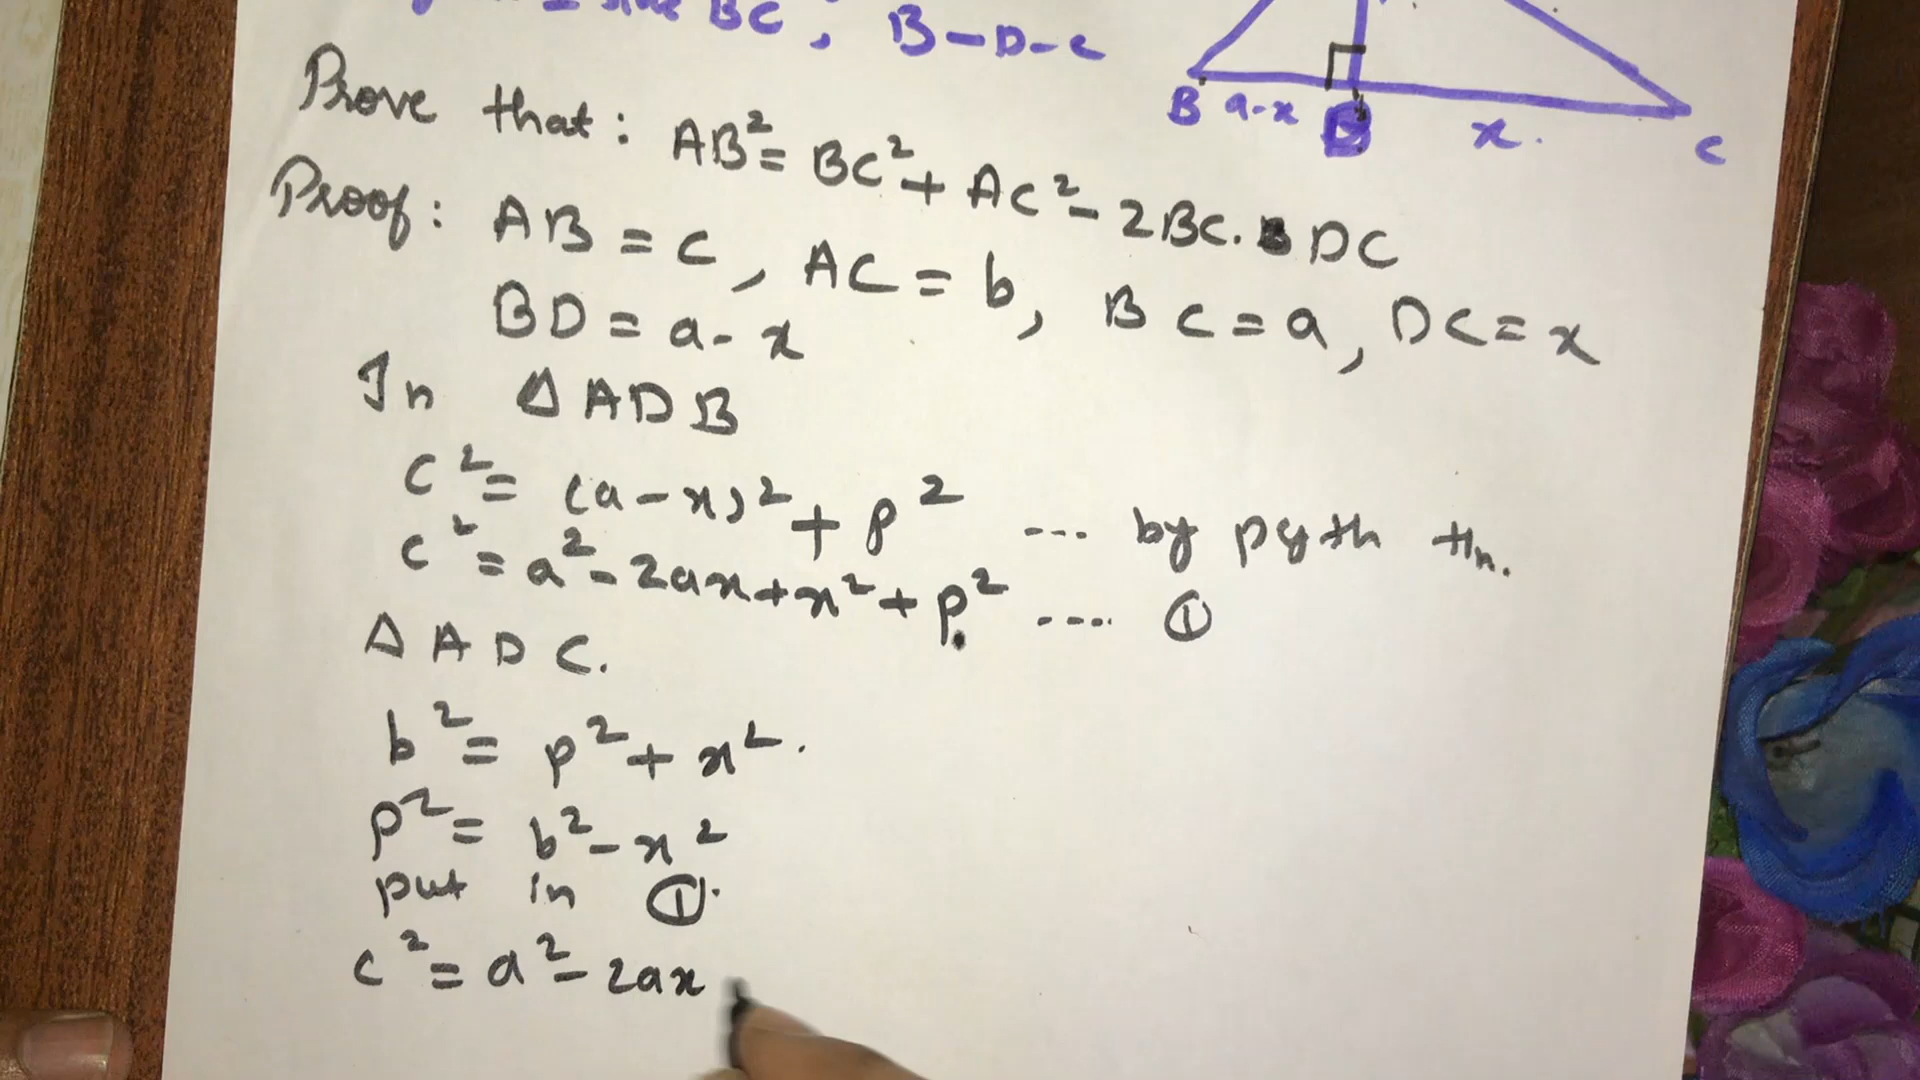 BC, B-D-C
B a-x D x. C
Prove that: AB²= BC²+ AC²- 2BC. DC
Proof: AB = c, AC = b, BC = a, DC = x
BD = a-x
In Δ ADB
c²= (a-x)²+ p² --- by pyth th.
c²= a²- 2ax+x²+ p² .... ①
Δ ADC.
b²= p²+ x².
p²= b²- x²
put in ①.
c²= a²- 2ax